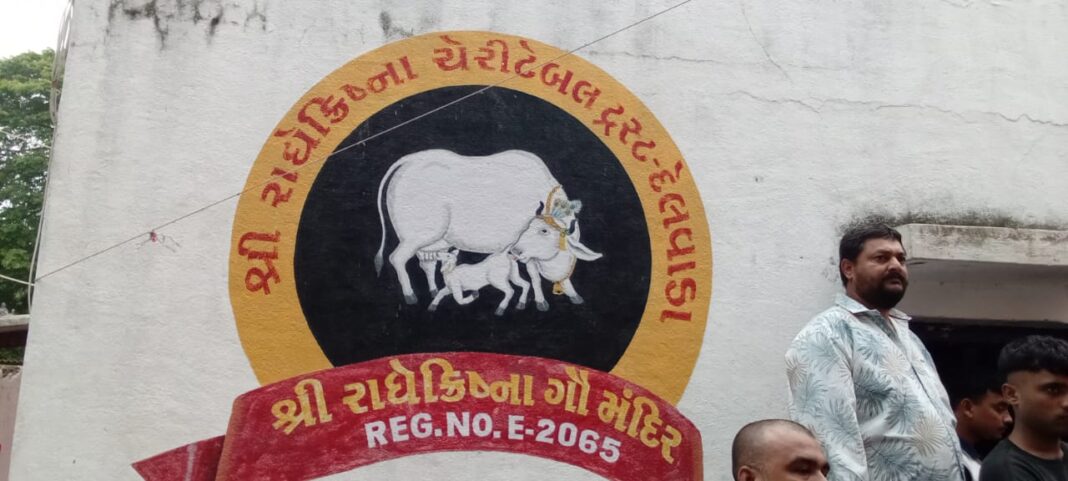 શ્રી રાધેક્રિષ્ના ચેરીટેબલ ટ્રસ્ટ-દેલવાડા
શ્રી રાધેક્રિષ્ના ગૌ મંદિર
REG.NO.E-2065